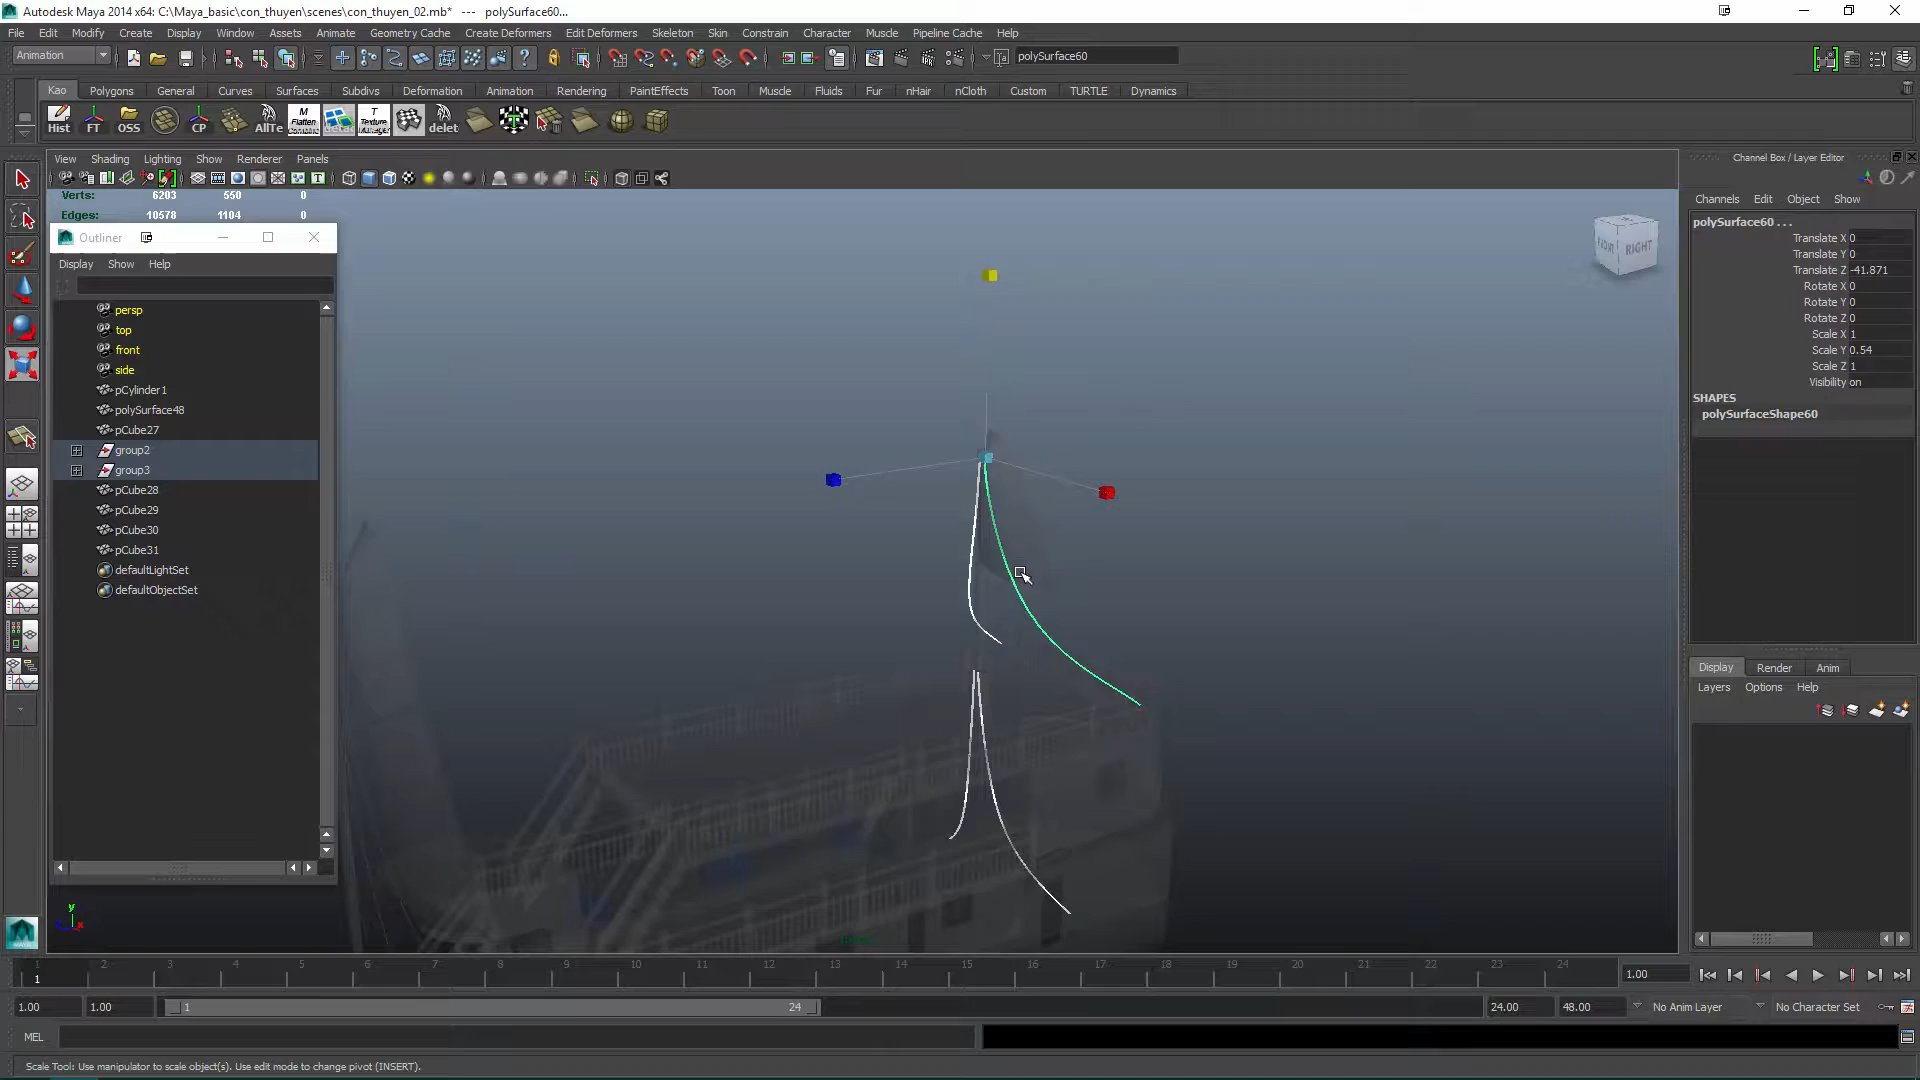 Autodesk Maya 2014 x64: C:\Maya_basic\con_thuyen\scenes\con_thuyen_02.mb* --- polySurface60...
File Edit Modify Create Display Window Assets Animate Geometry Cache Create Deformers Edit Deformers Skeleton Skin Constrain Character Muscle Pipeline Cache Help
Animation
polySurface60
Kao Polygons General Curves Surfaces Subdivs Deformation Animation Rendering PaintEffects Toon Muscle Fluids Fur nHair nCloth Custom TURTLE Dynamics
Hist FT OSS CP AllTe M Flatten Combine T Texture Manager delet
View Shading Lighting Show Renderer Panels
Verts: 6203 550 0
Edges: 10578 1104 0
Outliner
Display Show Help
persp
top
front
side
pCylinder1
polySurface48
pCube27
group2
group3
pCube28
pCube29
pCube30
pCube31
defaultLightSet
defaultObjectSet
RIGHT
y
x
Channel Box / Layer Editor
Channels Edit Object Show
polySurface60 . . .
Translate X 0
Translate Y 0
Translate Z -41.871
Rotate X 0
Rotate Y 0
Rotate Z 0
Scale X 1
Scale Y 0.54
Scale Z 1
Visibility on
SHAPES
polySurfaceShape60
Display Render Anim
Layers Options Help
1 2 3 4 5 6 7 8 9 10 11 12 13 14 15 16 17 18 19 20 21 22 23 24
1
1.00
1.00 1.00 1 24 24.00 48.00 No Anim Layer No Character Set
MEL
Scale Tool: Use manipulator to scale object(s). Use edit mode to change pivot (INSERT).